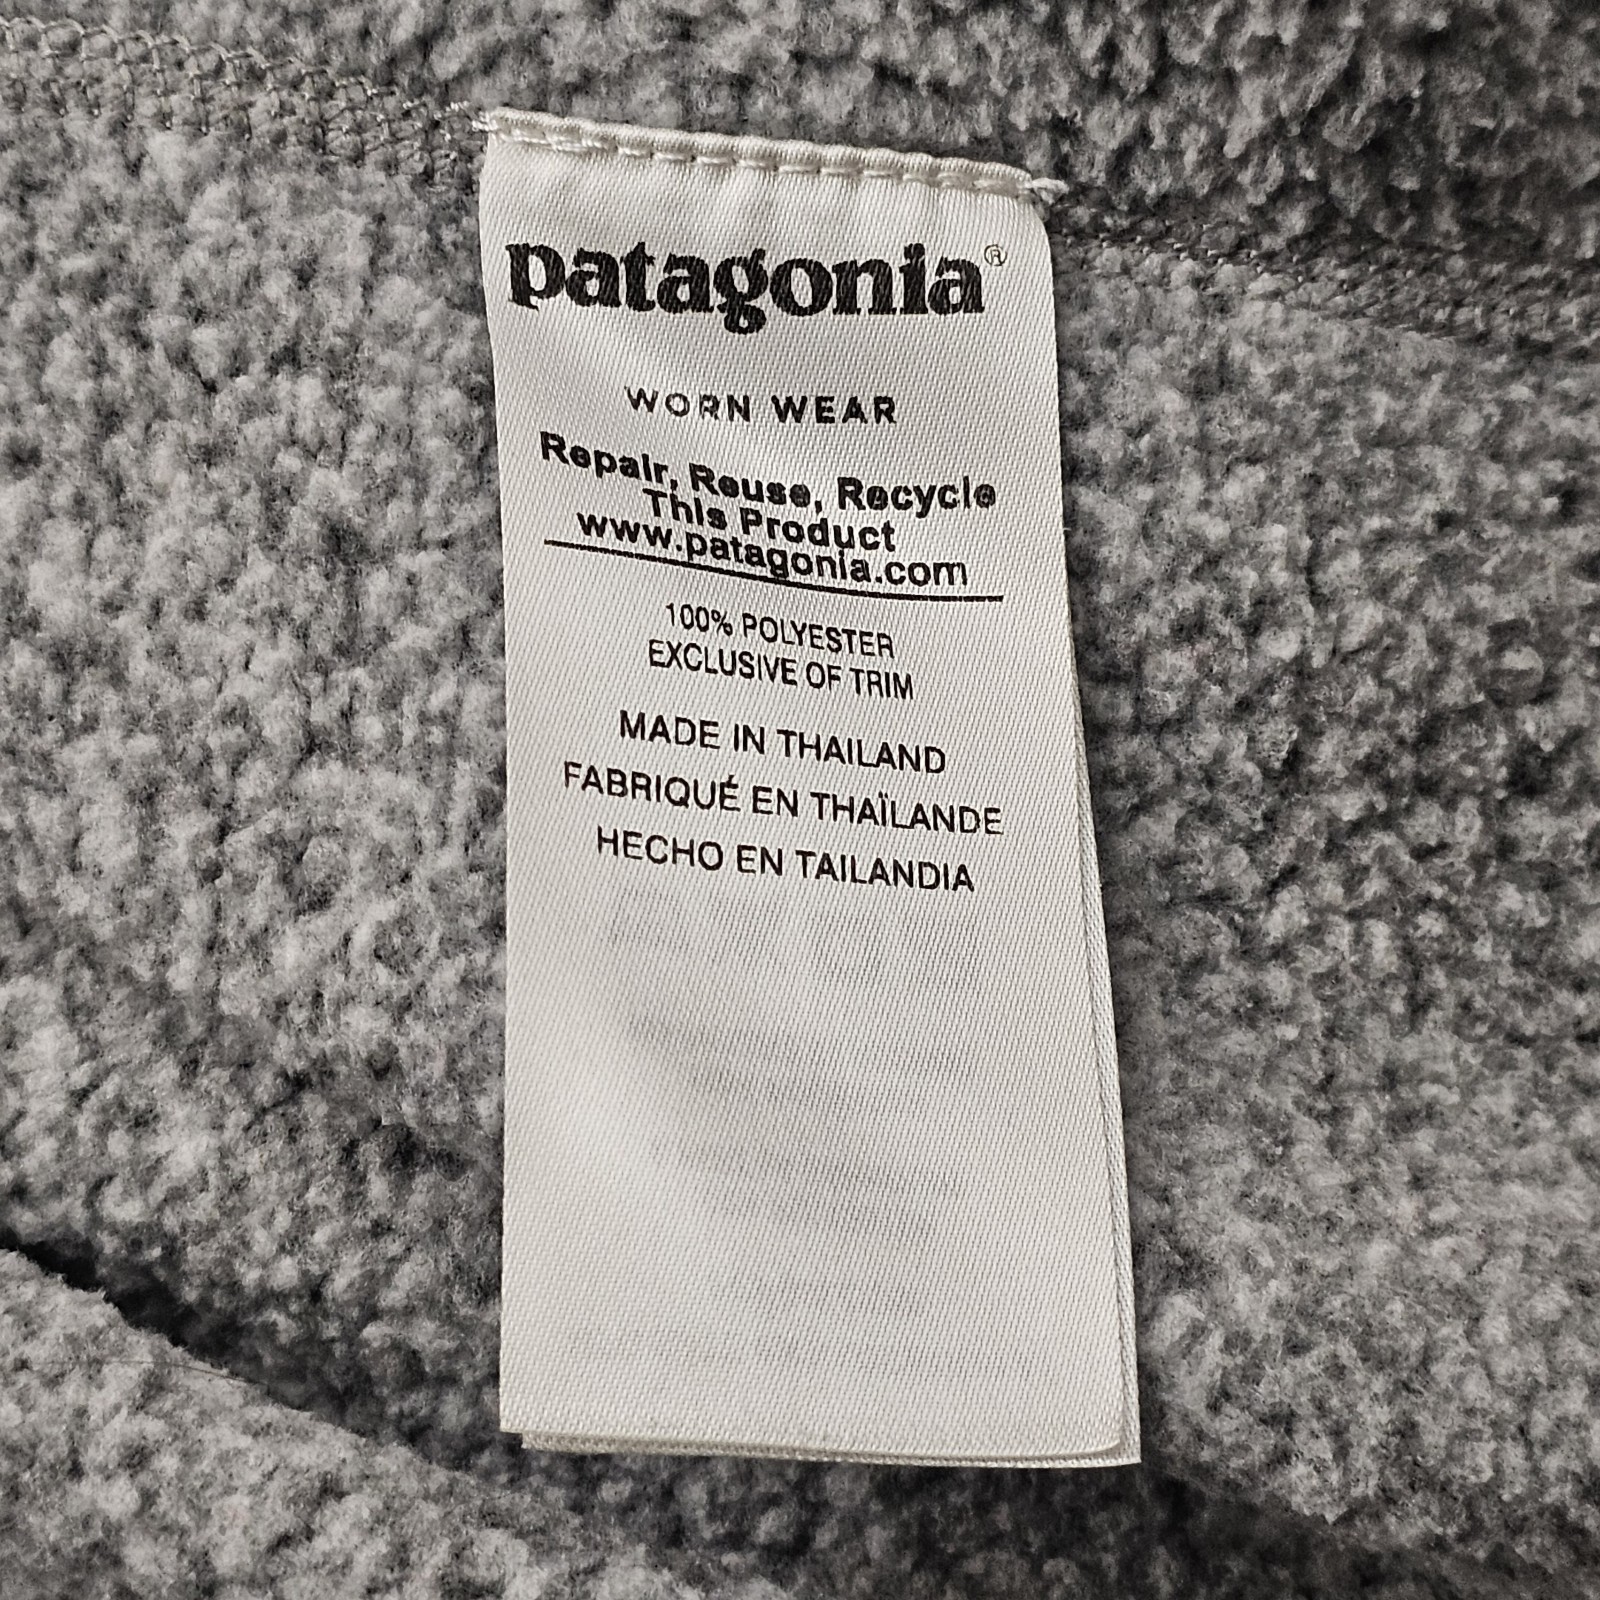 patagonia®
WORN WEAR
Repair, Reuse, Recycle
This Product
www.patagonia.com
100% POLYESTER
EXCLUSIVE OF TRIM
MADE IN THAILAND
FABRIQUÉ EN THAÏLANDE
HECHO EN TAILANDIA